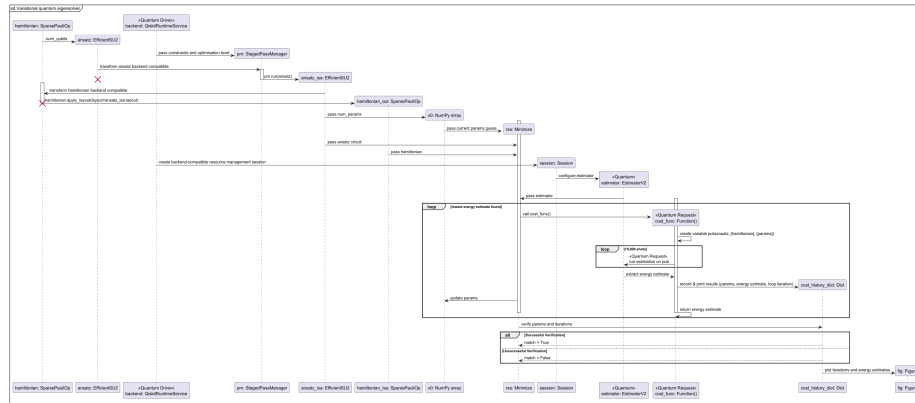 sd Variational quantum eigensolver
hamiltonian: SparsePauliOp
ansatz: EfficientSU2
«Quantum Driver»
backend: QiskitRuntimeService
num_qubits
pass constraints and optimisation level
pm: StagedPassManager
transform ansatz backend compatible
pm.run(ansatz)
ansatz_isa: EfficientSU2
transform hamiltonian backend compatible
hamiltonian.apply_layout(layout=ansatz_isa.layout)
hamiltonian_isa: SparsePauliOp
pass num_params
x0: NumPy array
pass current params guess
res: Minimize
pass ansatz circuit
pass hamiltonian
create backend-compatible resource management session
session: Session
configure estimator
«Quantum»
estimator: EstimatorV2
pass estimator
loop [lowest energy estimate found]
call cost_func()
«Quantum Request»
cost_func: Function()
create variable pub(ansatz, [hamiltonian], [params])
loop [10,000 shots]
«Quantum Request»
run estimation on pub
extract energy estimate
record & print results (params, energy estimate, loop iteration)
cost_history_dict: Dict
update params
return energy estimate
verify params and iterations
alt [Successful Verification]
match = True
[Unsuccessful Verification]
match = False
plot iterations and energy estimates
fig: Figur
hamiltonian: SparsePauliOp
ansatz: EfficientSU2
«Quantum Driver»
backend: QiskitRuntimeService
pm: StagedPassManager
ansatz_isa: EfficientSU2
hamiltonian_isa: SparsePauliOp
x0: NumPy array
res: Minimize
session: Session
«Quantum»
estimator: EstimatorV2
«Quantum Request»
cost_func: Function()
cost_history_dict: Dict
fig: Figur